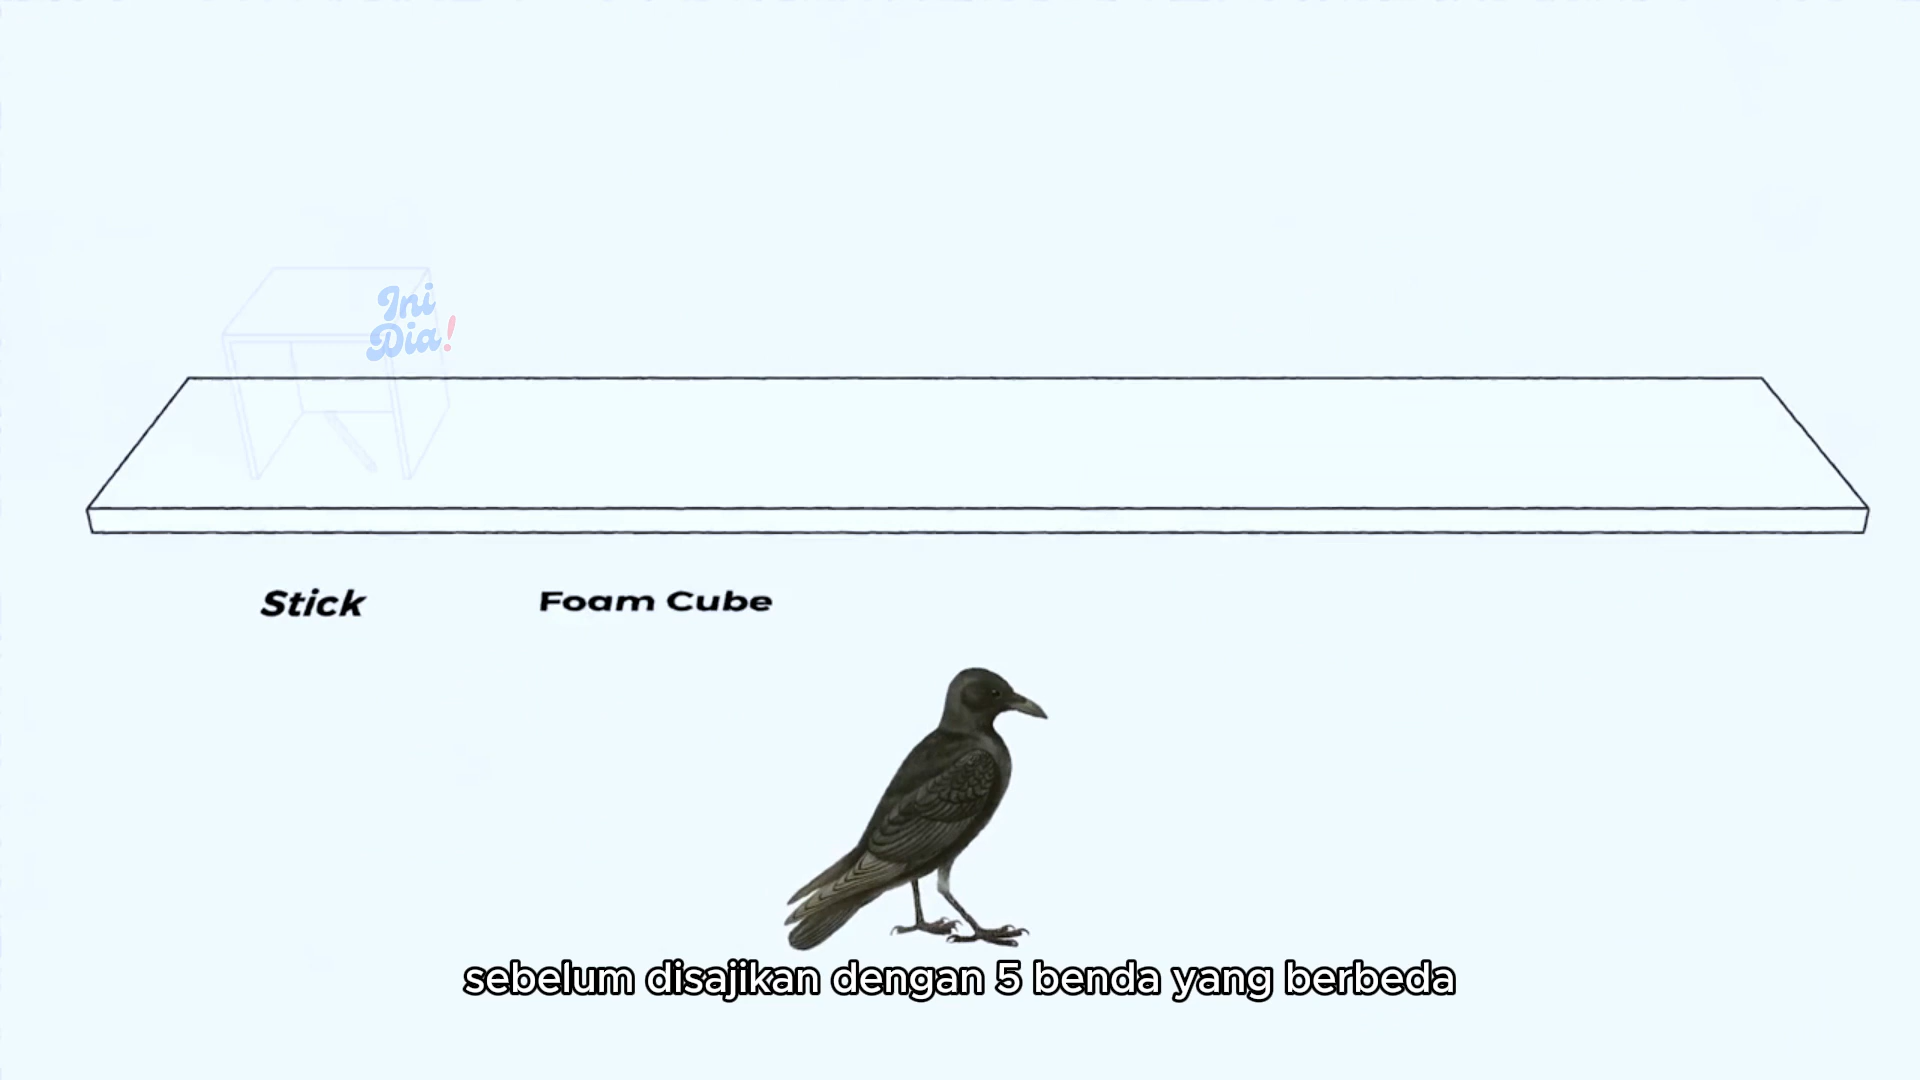 Ini
Dia!
Stick
Foam Cube
sebelum disajikan dengan 5 benda yang berbeda